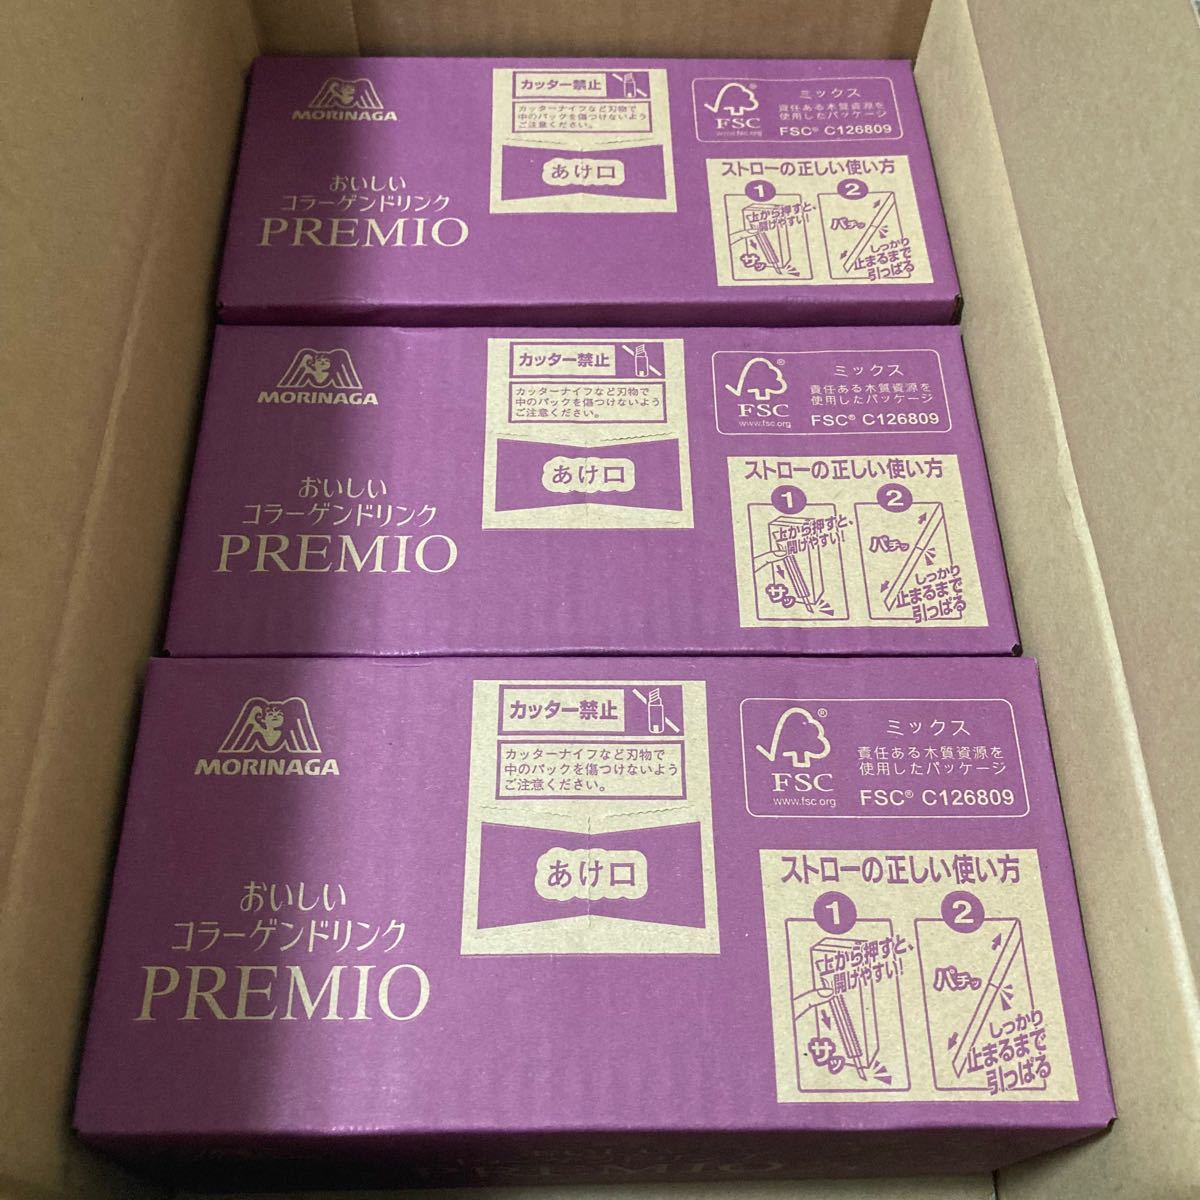 MORINAGA
おいしい
コラーゲンドリンク
PREMIO
カッター禁止
カッターナイフなど刃物で
中のパックを傷つけないよう
ご注意ください。
あけ口
FSC
www.fsc.org
ミックス
責任ある木質資源を
使用したパッケージ
FSC® C126809
ストローの正しい使い方
1
上から押すと、
開けやすい!
サッ
2
パチッ
しっかり
止まるまで
引っぱる
MORINAGA
おいしい
コラーゲンドリンク
PREMIO
カッター禁止
カッターナイフなど刃物で
中のパックを傷つけないよう
ご注意ください。
あけ口
FSC
www.fsc.org
ミックス
責任ある木質資源を
使用したパッケージ
FSC® C126809
ストローの正しい使い方
1
上から押すと、
開けやすい!
サッ
2
パチッ
しっかり
止まるまで
引っぱる
MORINAGA
おいしい
コラーゲンドリンク
PREMIO
カッター禁止
カッターナイフなど刃物で
中のパックを傷つけないよう
ご注意ください。
あけ口
FSC
www.fsc.org
ミックス
責任ある木質資源を
使用したパッケージ
FSC® C126809
ストローの正しい使い方
1
上から押すと、
開けやすい!
サッ
2
パチッ
しっかり
止まるまで
引っぱる
PREMIO